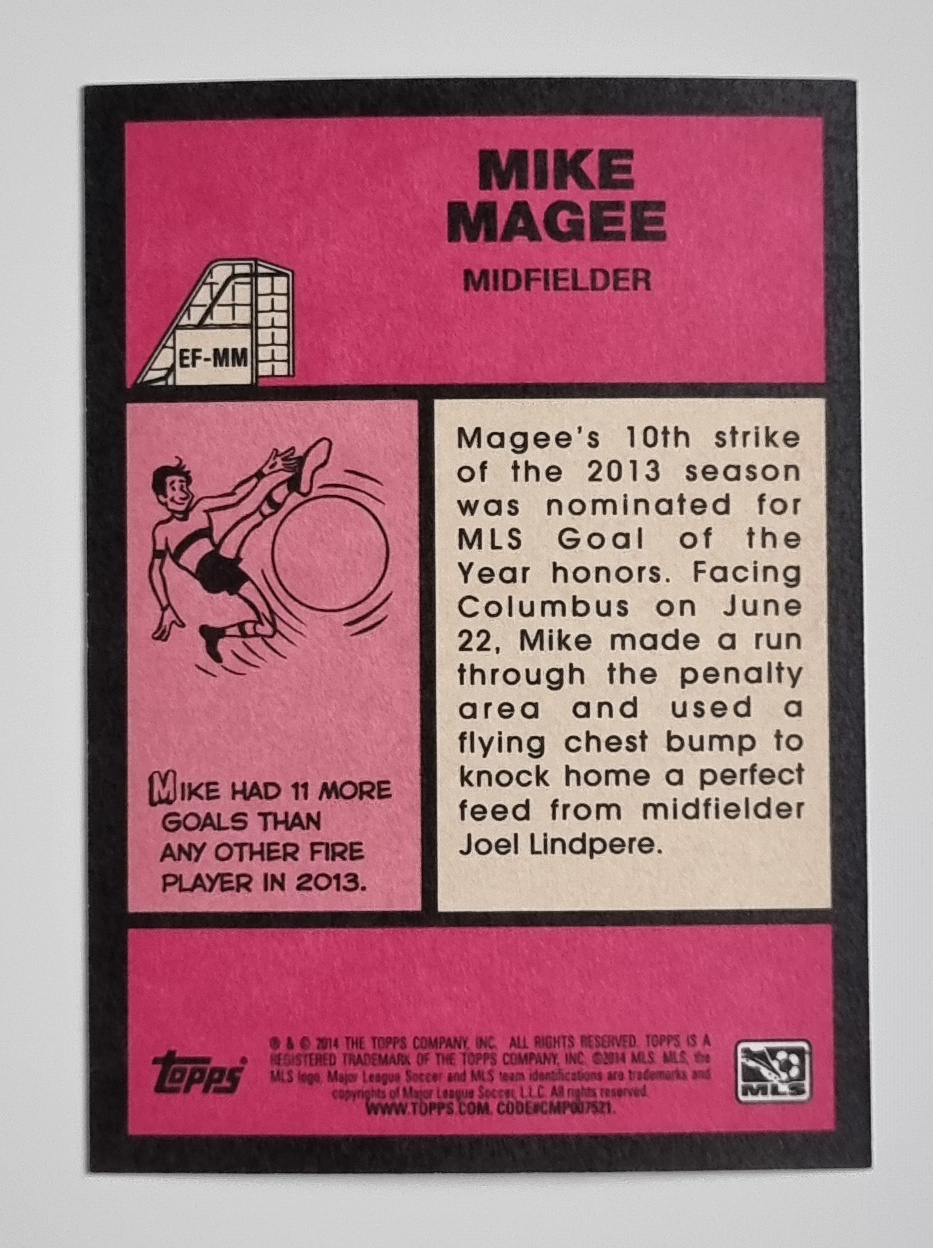 MIKE
MAGEE
MIDFIELDER
EF-MM
MIKE HAD 11 MORE
GOALS THAN
ANY OTHER FIRE
PLAYER IN 2013.
Magee's 10th strike
of the 2013 season
was nominated for
MLS Goal of the
Year honors. Facing
Columbus on June
22, Mike made a run
through the penalty
area and used a
flying chest bump to
knock home a perfect
feed from midfielder
Joel Lindpere.
topps
® & © 2014 THE TOPPS COMPANY, INC. ALL RIGHTS RESERVED. TOPPS IS A
REGISTERED TRADEMARK OF THE TOPPS COMPANY, INC. ©2014 MLS. MLS, the
MLS logo, Major League Soccer and MLS team identifications are trademarks and
copyrights of Major League Soccer, L.L.C. All rights reserved.
WWW.TOPPS.COM. CODE#CMP007521.
MLS